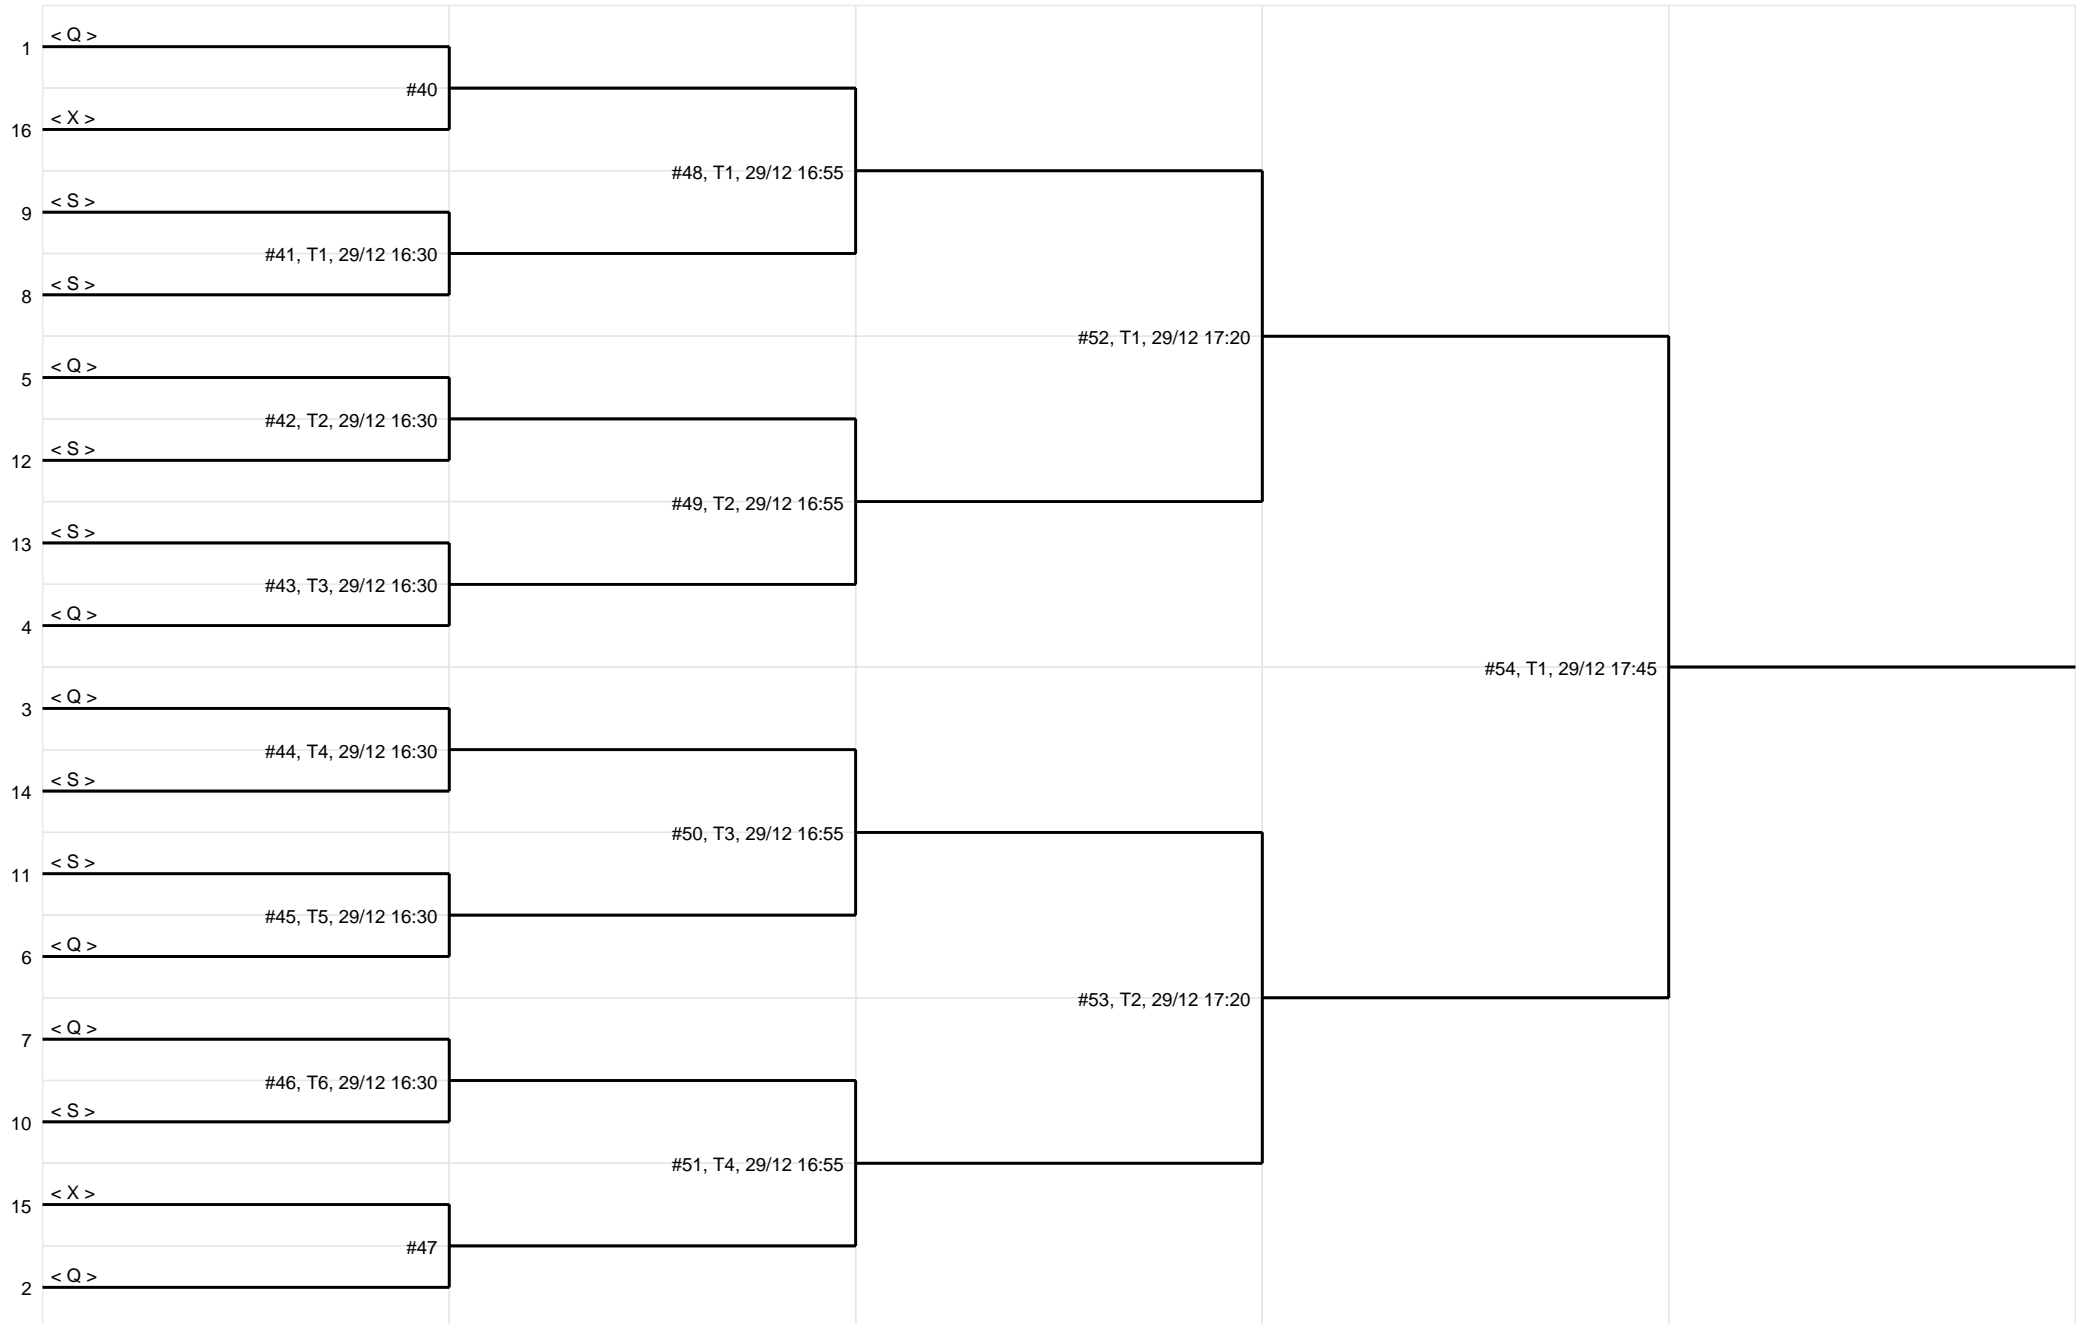 < Q >
1
#40
< X >
16
#48, T1, 29/12 16:55
< S >
9
#41, T1, 29/12 16:30
< S >
8
#52, T1, 29/12 17:20
< Q >
5
#42, T2, 29/12 16:30
< S >
12
#49, T2, 29/12 16:55
< S >
13
#43, T3, 29/12 16:30
< Q >
4
#54, T1, 29/12 17:45
< Q >
3
#44, T4, 29/12 16:30
< S >
14
#50, T3, 29/12 16:55
< S >
11
#45, T5, 29/12 16:30
< Q >
6
#53, T2, 29/12 17:20
< Q >
7
#46, T6, 29/12 16:30
< S >
10
#51, T4, 29/12 16:55
< X >
15
#47
< Q >
2